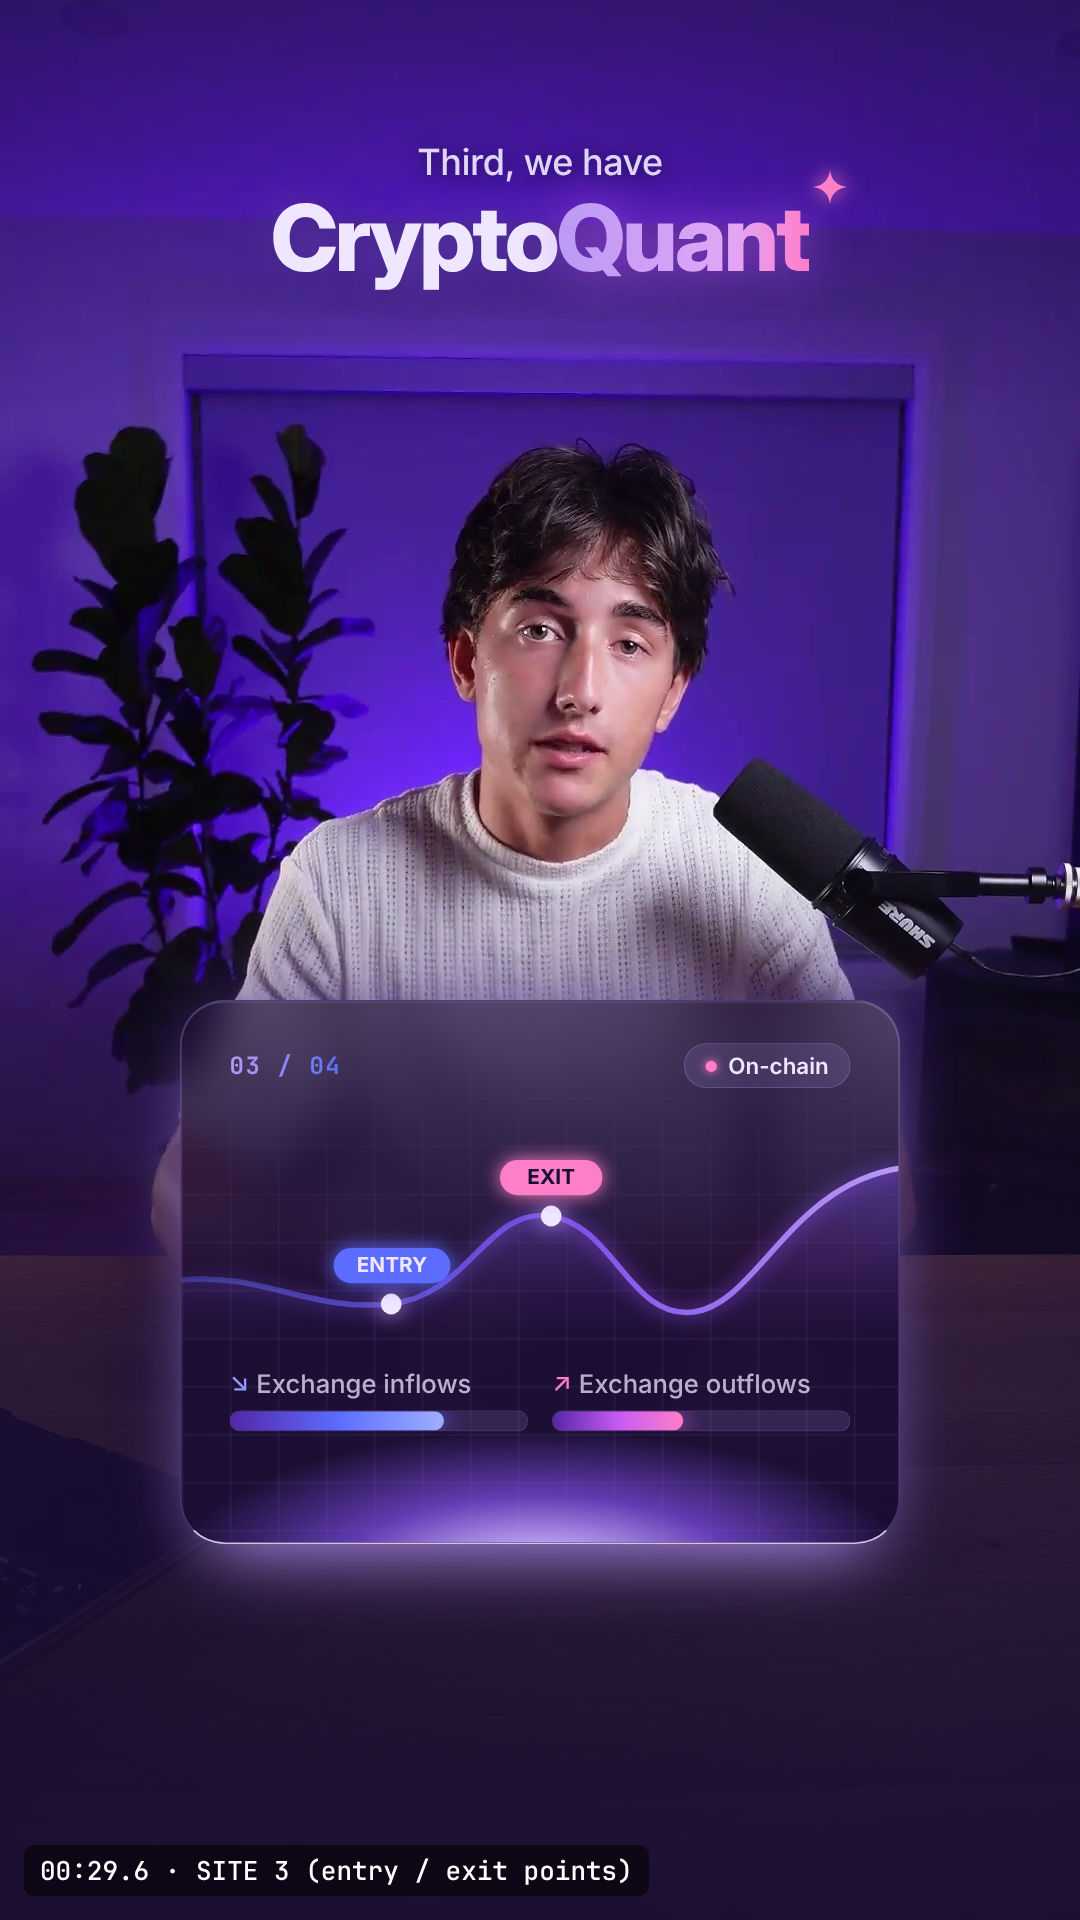 Third, we have
CryptoQuant
SHURE
03 / 04
On-chain
EXIT
ENTRY
↘ Exchange inflows
↗ Exchange outflows
00:29.6 · SITE 3 (entry / exit points)